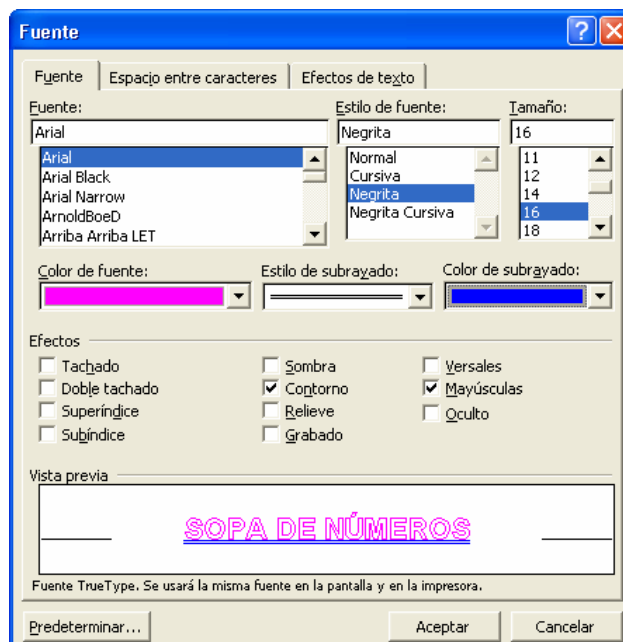 Fuente
Fuente Espacio entre caracteres Efectos de texto
Fuente: Estilo de fuente: Tamaño:
Arial Negrita 16
Arial Normal 11
Arial Black Cursiva 12
Arial Narrow Negrita 14
ArnoldBoeD Negrita Cursiva 16
Arriba Arriba LET 18
Color de fuente: Estilo de subrayado: Color de subrayado:
Efectos
Tachado Sombra Versales
Doble tachado Contorno Mayúsculas
Superíndice Relieve Oculto
Subíndice Grabado
Vista previa
SOPA DE NÚMEROS
Fuente TrueType. Se usará la misma fuente en la pantalla y en la impresora.
Predeterminar... Aceptar Cancelar